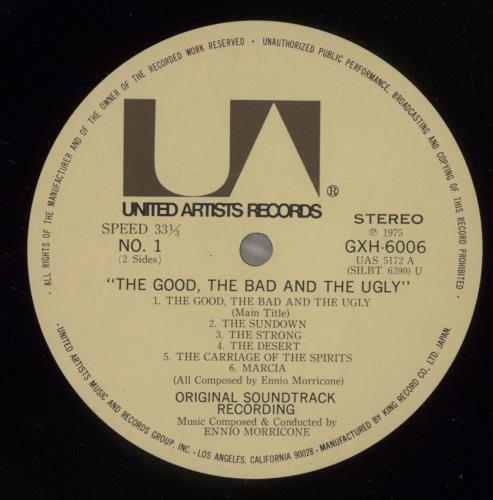 · ALL RIGHTS OF THE MANUFACTURER AND OF THE OWNER OF THE RECORDED WORK RESERVED · UNAUTHORIZED PUBLIC PERFORMANCE, BROADCASTING AND COPYING OF THIS RECORD PROHIBITED ·
UA ®
UNITED ARTISTS RECORDS
SPEED 33⅓
NO. 1
(2 Sides)
STEREO
℗ 1975
GXH-6006
UAS 5172 A
(SILBT 6390) U
"THE GOOD, THE BAD AND THE UGLY"
1. THE GOOD, THE BAD AND THE UGLY
(Main Title)
2. THE SUNDOWN
3. THE STRONG
4. THE DESERT
5. THE CARRIAGE OF THE SPIRITS
6. MARCIA
(All Composed by Ennio Morricone)
ORIGINAL SOUNDTRACK
RECORDING
Music Composed & Conducted by
ENNIO MORRICONE
· UNITED ARTISTS MUSIC AND RECORDS GROUP, INC. · LOS ANGELES, CALIFORNIA 90028 · MANUFACTURED BY KING RECORD CO., LTD. JAPAN.